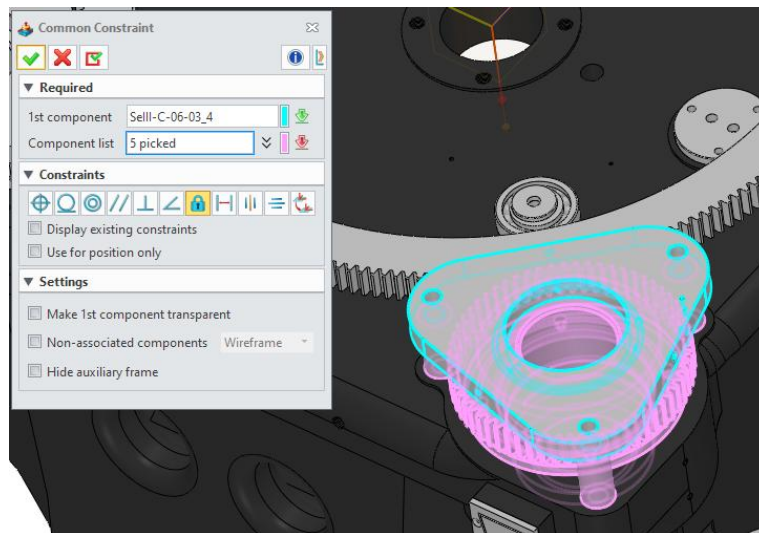 Common Constraint
Required
1st component SelII-C-06-03_4
Component list 5 picked
Constraints
Display existing constraints
Use for position only
Settings
Make 1st component transparent
Non-associated components Wireframe
Hide auxiliary frame